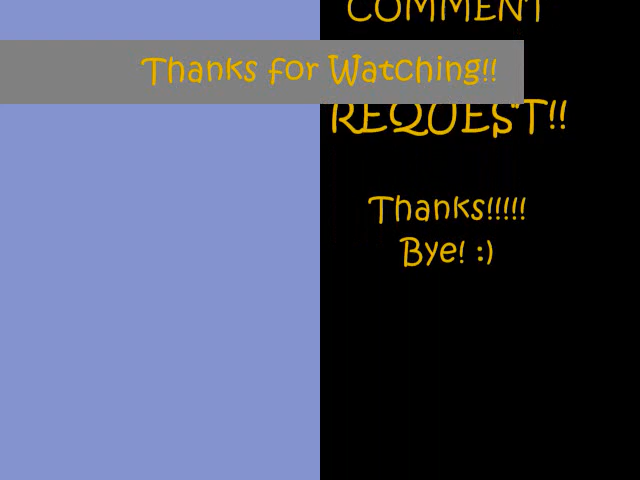 COMMENT
Thanks for Watching!!
REQUEST!!
Thanks!!!!!
Bye! :)